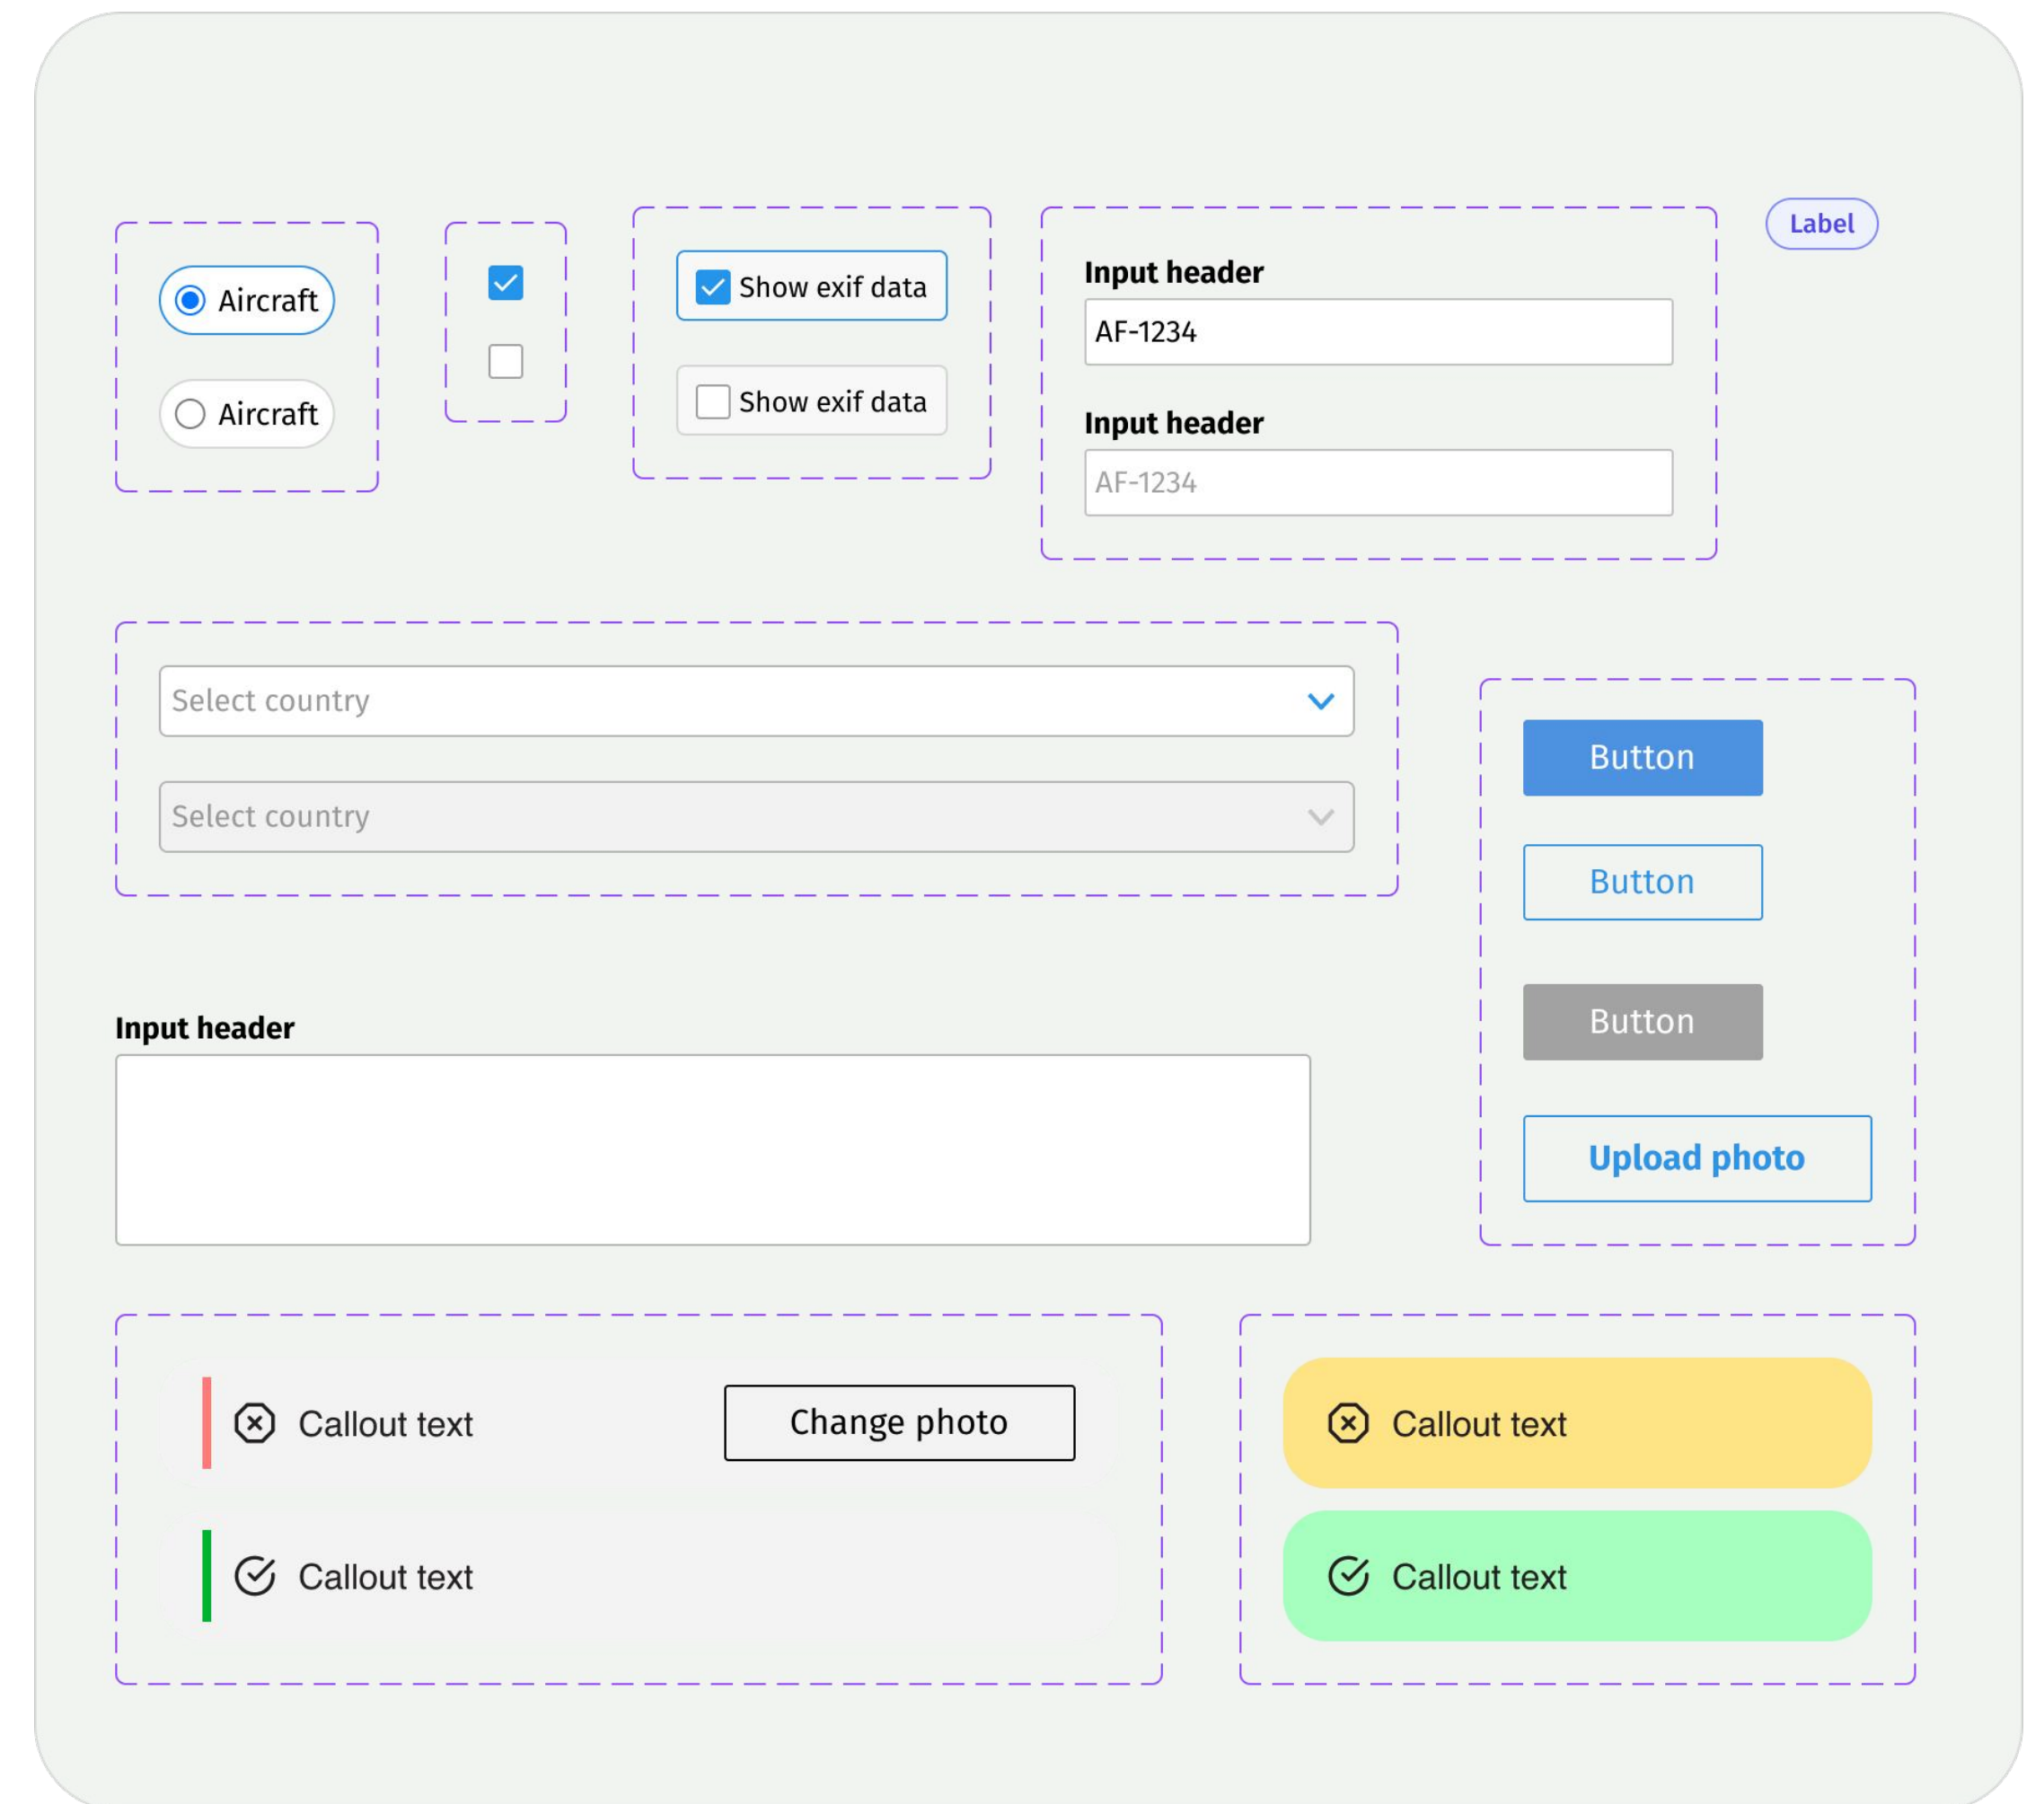 Label
Aircraft
Aircraft
Show exif data
Show exif data
Input header
AF-1234
Input header
AF-1234
Select country
Select country
Button
Button
Button
Upload photo
Input header
Callout text
Change photo
Callout text
Callout text
Callout text